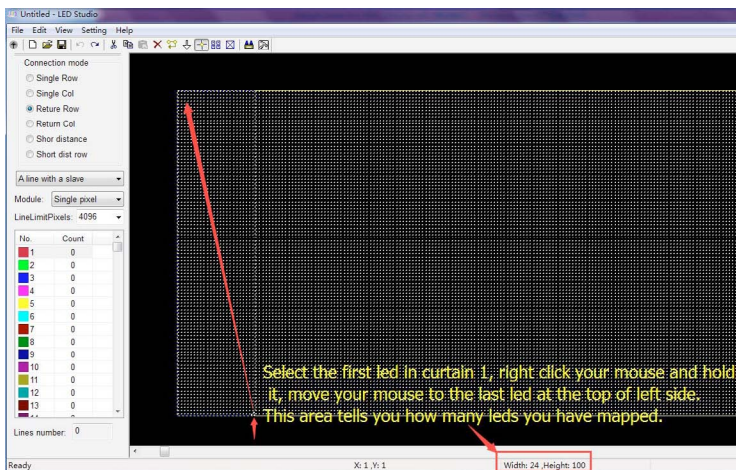 Untitled - LED Studio
File Edit View Setting Help
Connection mode
Single Row
Single Col
Reture Row
Return Col
Shor distance
Short dist row
A line with a slave
Module: Single pixel
LineLimitPixels: 4096
No. Count
1 0
2 0
3 0
4 0
5 0
6 0
7 0
8 0
9 0
10 0
11 0
12 0
13 0
Select the first led in curtain 1, right click your mouse and hold
it, move your mouse to the last led at the top of left side.
This area tells you how many leds you have mapped.
Lines number: 0
Ready X: 1 ,Y: 1 Width: 24 ,Height: 100